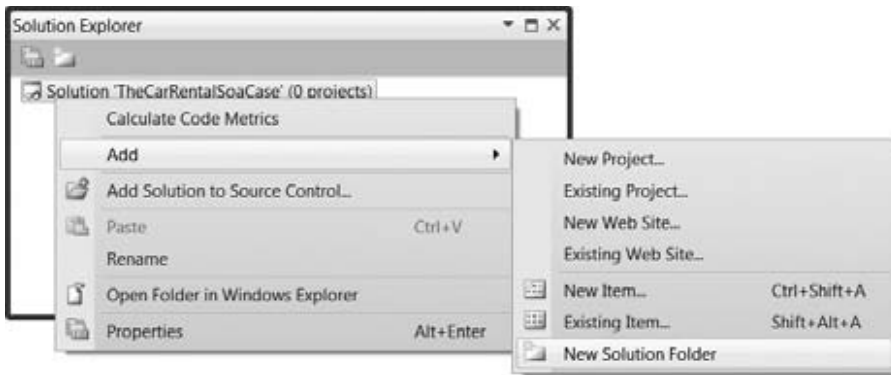 Solution Explorer
Solution 'TheCarRentalSoaCase' (0 projects)
Calculate Code Metrics
Add
Add Solution to Source Control...
Paste Ctrl+V
Rename
Open Folder in Windows Explorer
Properties Alt+Enter
New Project...
Existing Project...
New Web Site...
Existing Web Site...
New Item... Ctrl+Shift+A
Existing Item... Shift+Alt+A
New Solution Folder